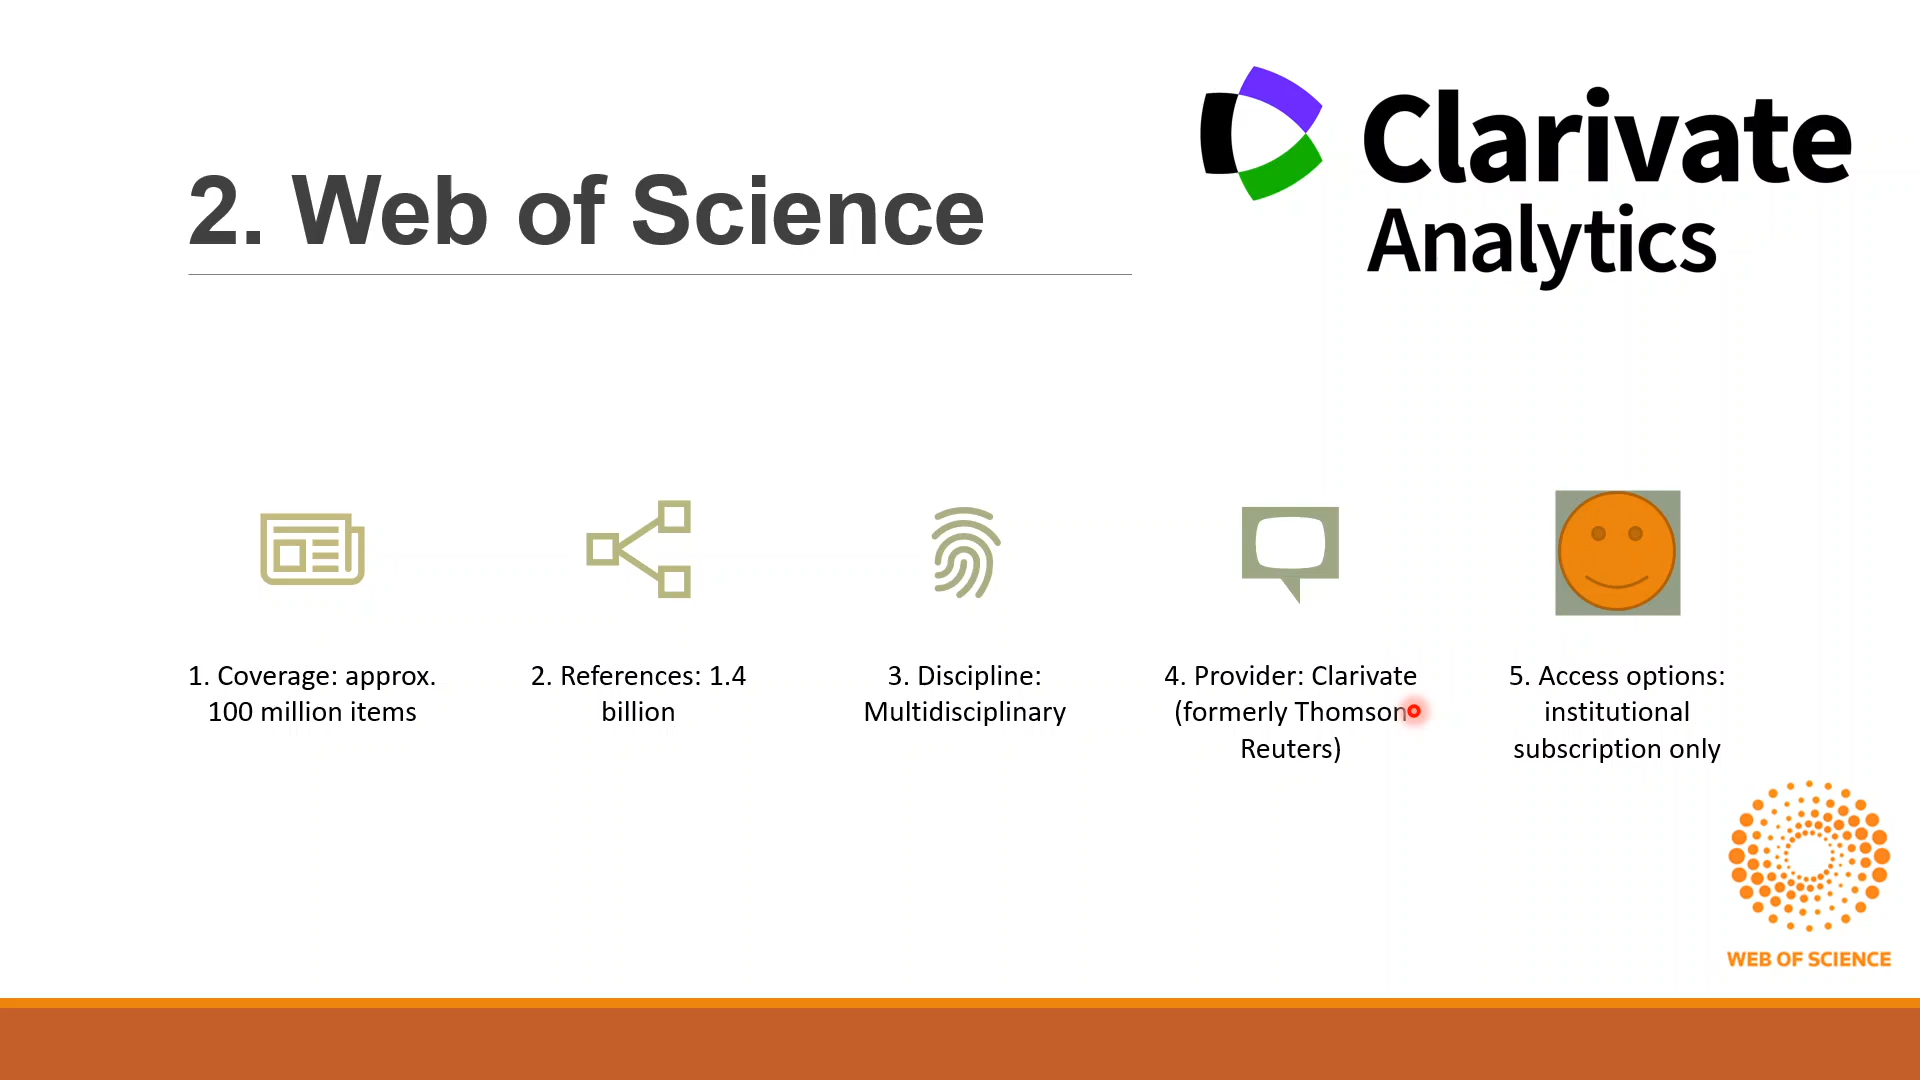 Clarivate
Analytics
2. Web of Science
1. Coverage: approx.
100 million items
2. References: 1.4
billion
3. Discipline:
Multidisciplinary
4. Provider: Clarivate
(formerly Thomson
Reuters)
5. Access options:
institutional
subscription only
WEB OF SCIENCE